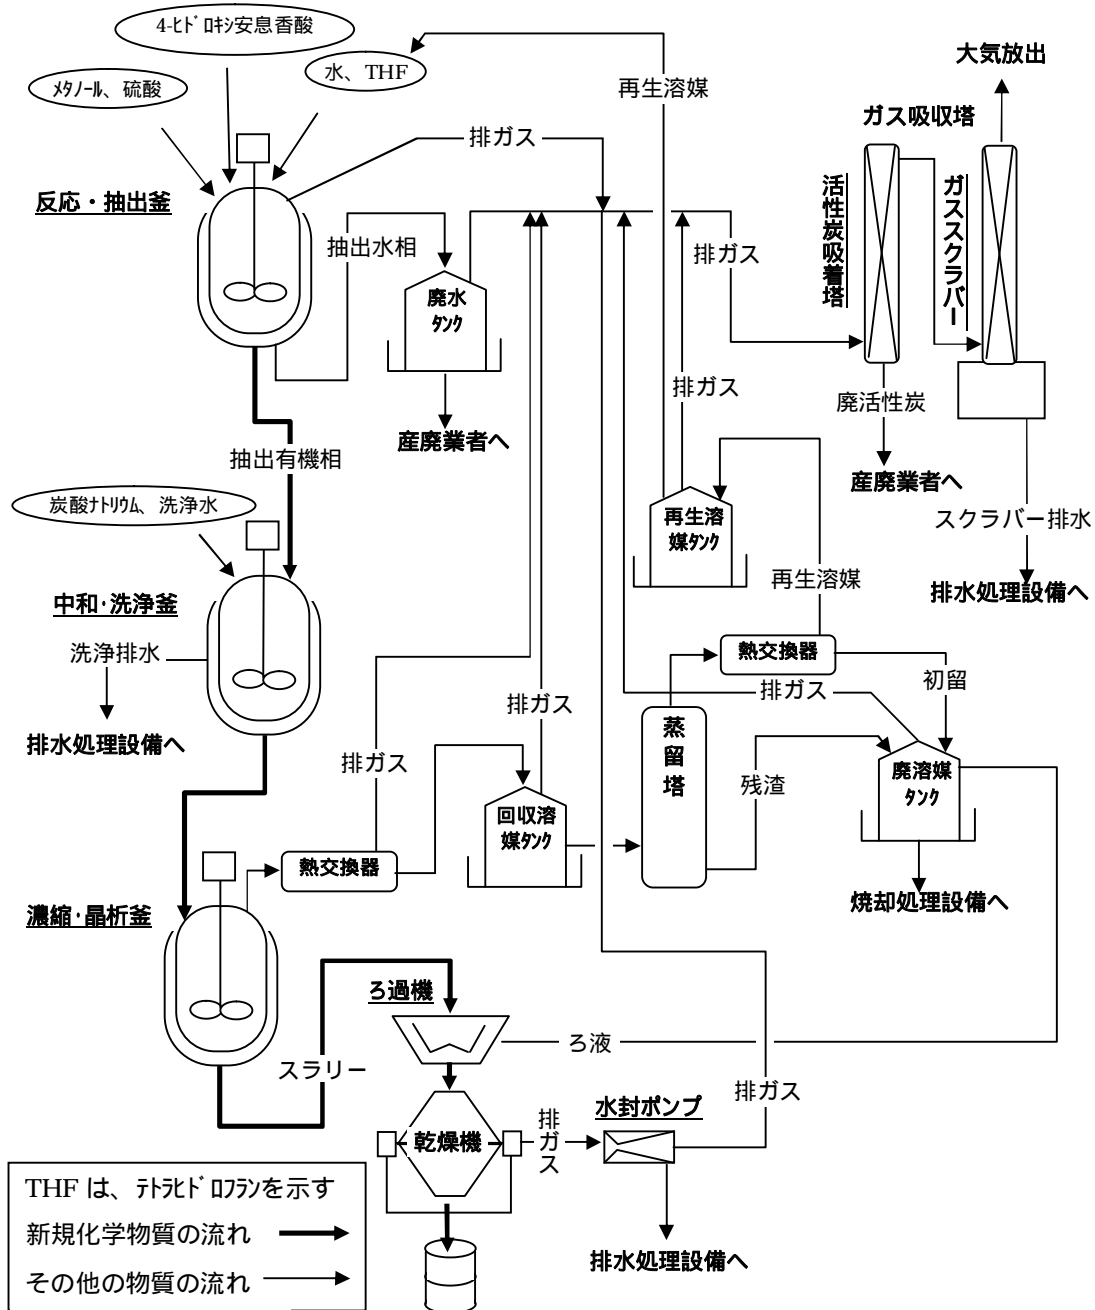 4-ヒドロキシ安息香酸
水、THF
メタノール、硫酸
再生溶媒
大気放出
排ガス
ガス吸収塔
反応・抽出釜
抽出水相
排ガス
活性炭吸着塔
ガススクラバー
廃水
タンク
排ガス
廃活性炭
産廃業者へ
抽出有機相
産廃業者へ
炭酸ナトリウム、洗浄水
再生溶
媒タンク
スクラバー排水
再生溶媒
排水処理設備へ
中和・洗浄釜
洗浄排水
熱交換器
初留
排ガス
排ガス
排水処理設備へ
蒸留塔
排ガス
残渣
廃溶媒
タンク
回収溶
媒タンク
熱交換器
焼却処理設備へ
濃縮・晶析釜
ろ過機
ろ液
スラリー
排ガス
水封ポンプ
排ガス
乾燥機
THF は、テトラヒドロフランを示す
新規化学物質の流れ
排水処理設備へ
その他の物質の流れ